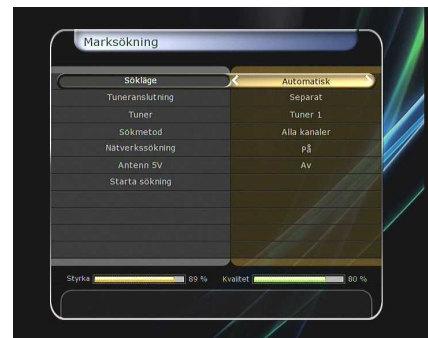 Marksökning
Sökläge Automatisk
Tuneranslutning Separat
Tuner Tuner 1
Sökmetod Alla kanaler
Nätverkssökning På
Antenn 5V Av
Starta sökning
Styrka 89 % Kvalitet 80 %